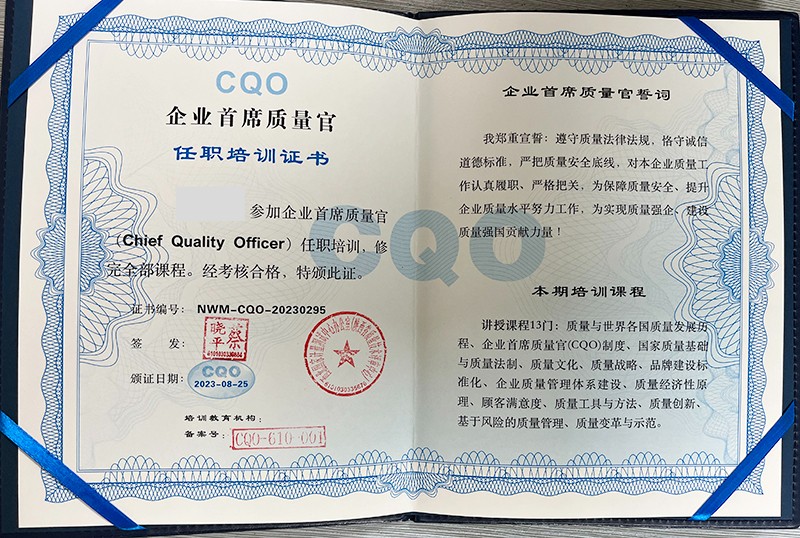 CQO
企业首席质量官
任职培训证书
参加企业首席质量官
（Chief Quality Officer）任职培训，修
完全部课程。经考核合格，特颁此证。
证书编号： NWM-CQO-20230295
签 发：
颁证日期：
CQO
2023-08-25
培训教育机构：
备案号：
CQO-610-001
CQO
企业首席质量官誓词
我郑重宣誓：遵守质量法律法规，恪守诚信
道德标准，严把质量安全底线，对本企业质量工
作认真履职、严格把关，为保障质量安全、提升
企业质量水平努力工作，为实现质量强企、建设
质量强国贡献力量！
本期培训课程
讲授课程13门：质量与世界各国质量发展历
程、企业首席质量官(CQO)制度、国家质量基础
与质量法制、质量文化、质量战略、品牌建设标
准化、企业质量管理体系建设、质量经济性原
理、顾客满意度、质量工具与方法、质量创新、
基于风险的质量管理、质量变革与示范。